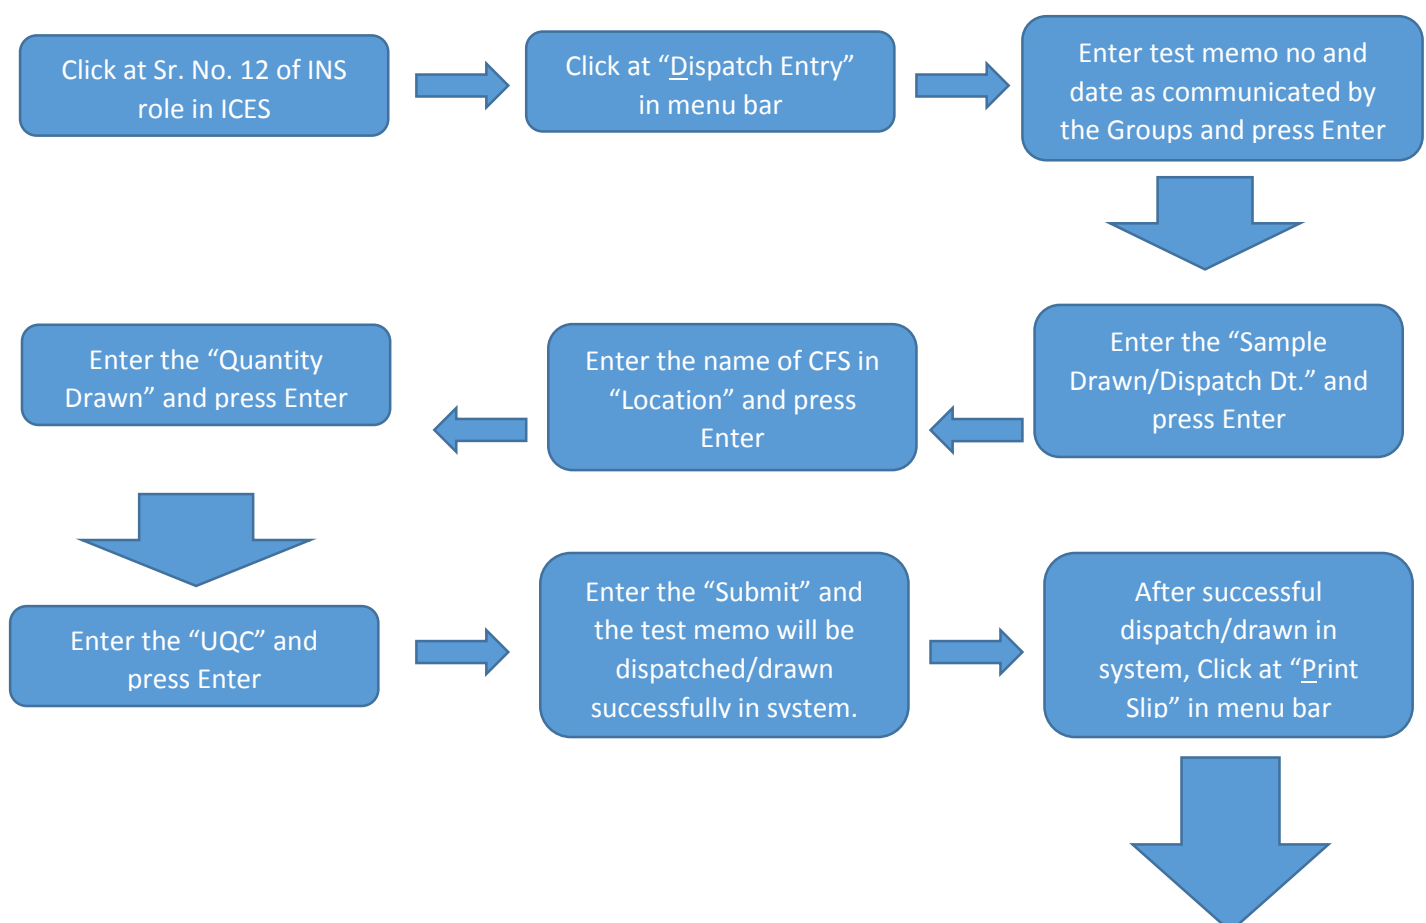 Click at Sr. No. 12 of INS
role in ICES
Click at “Dispatch Entry”
in menu bar
Enter test memo no and
date as communicated by
the Groups and press Enter
Enter the “Sample
Drawn/Dispatch Dt.” and
press Enter
Enter the name of CFS in
“Location” and press
Enter
Enter the “Quantity
Drawn” and press Enter
Enter the “UQC” and
press Enter
Enter the “Submit” and
the test memo will be
dispatched/drawn
successfully in system.
After successful
dispatch/drawn in
system, Click at “Print
Slip” in menu bar